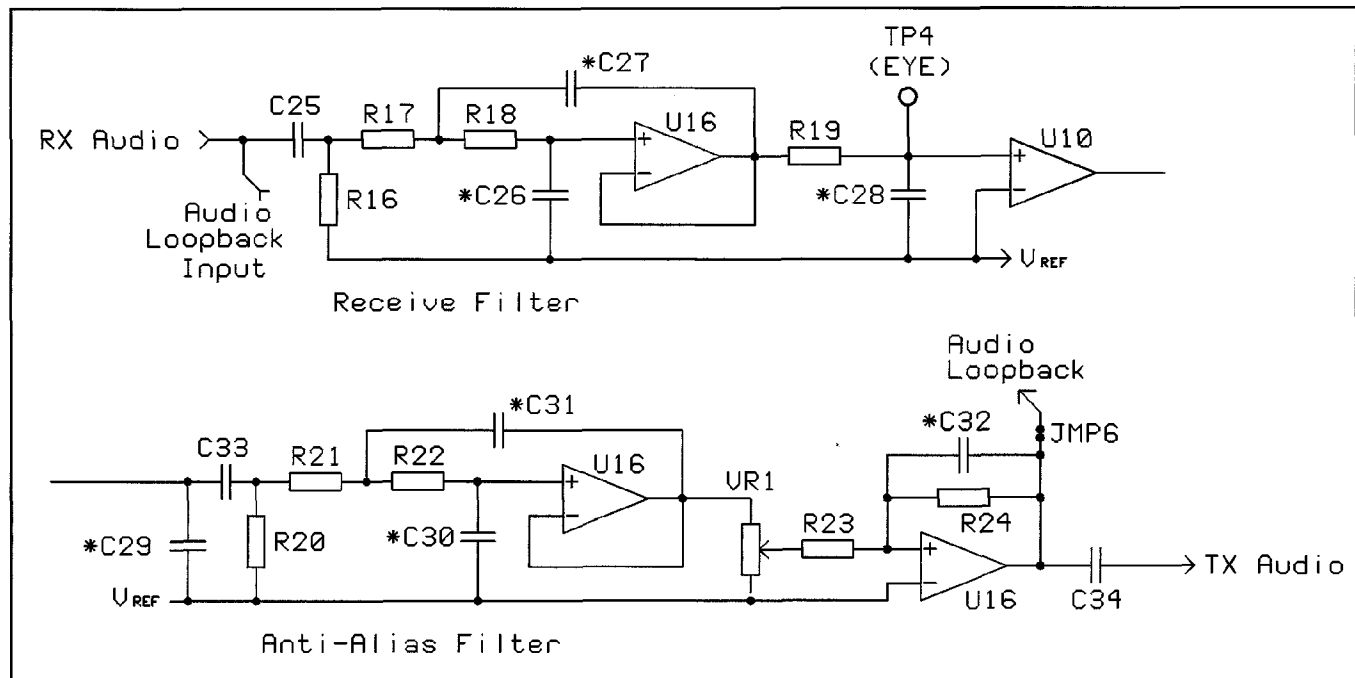 TP4
(EYE)
*C27
C25
R17
R18
U16
R19
U10
RX Audio
+
-
+
-
R16
*C26
*C28
Audio
Loopback
Input
VREF
Receive Filter
Audio
Loopback
*C31
*C32
JMP6
C33
R21
R22
U16
VR1
R24
R23
+
-
*C29
R20
*C30
+
-
TX Audio
VREF
U16
C34
Anti-Alias Filter